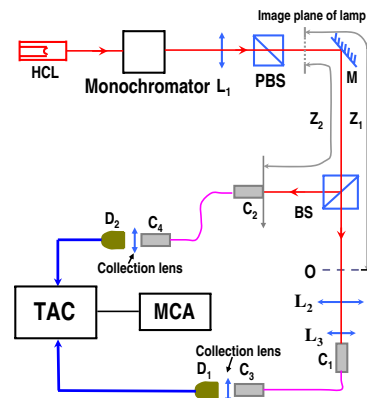 Image plane of lamp
HCL
Monochromator
L1
PBS
M
Z2
Z1
C2
BS
D2
C4
Collection lens
O
L2
TAC
MCA
L3
Collection lens
C1
D1
C3